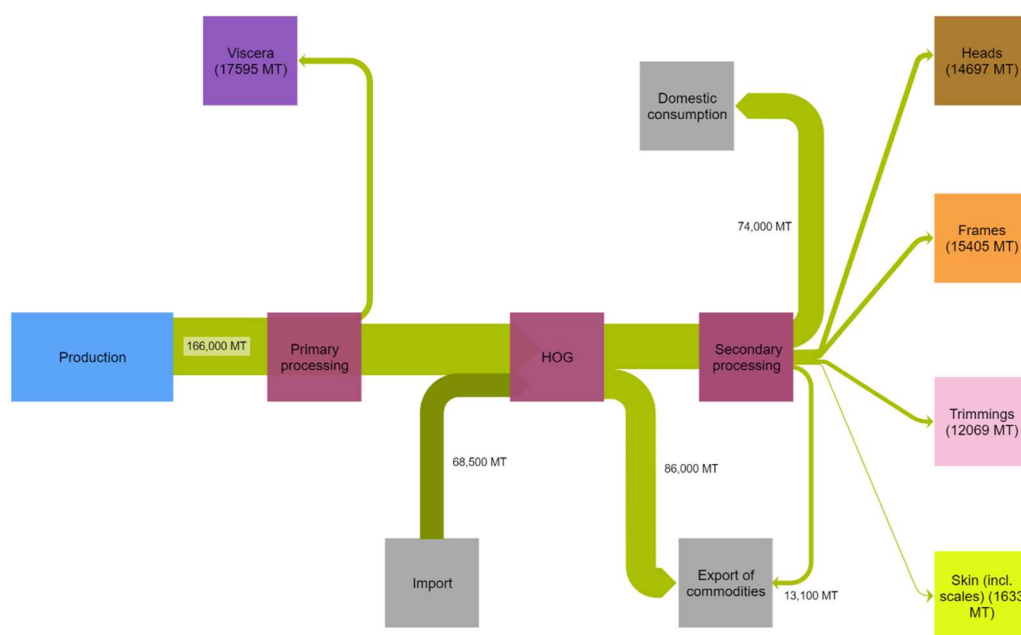 Viscera
(17595 MT)
Heads
(14697 MT)
Domestic
consumption
Frames
(15405 MT)
74,000 MT
Production
166,000 MT
Primary
processing
HOG
Secondary
processing
Trimmings
(12069 MT)
68,500 MT
86,000 MT
Import
Export of
commodities
13,100 MT
Skin (incl.
scales) (1633
MT)